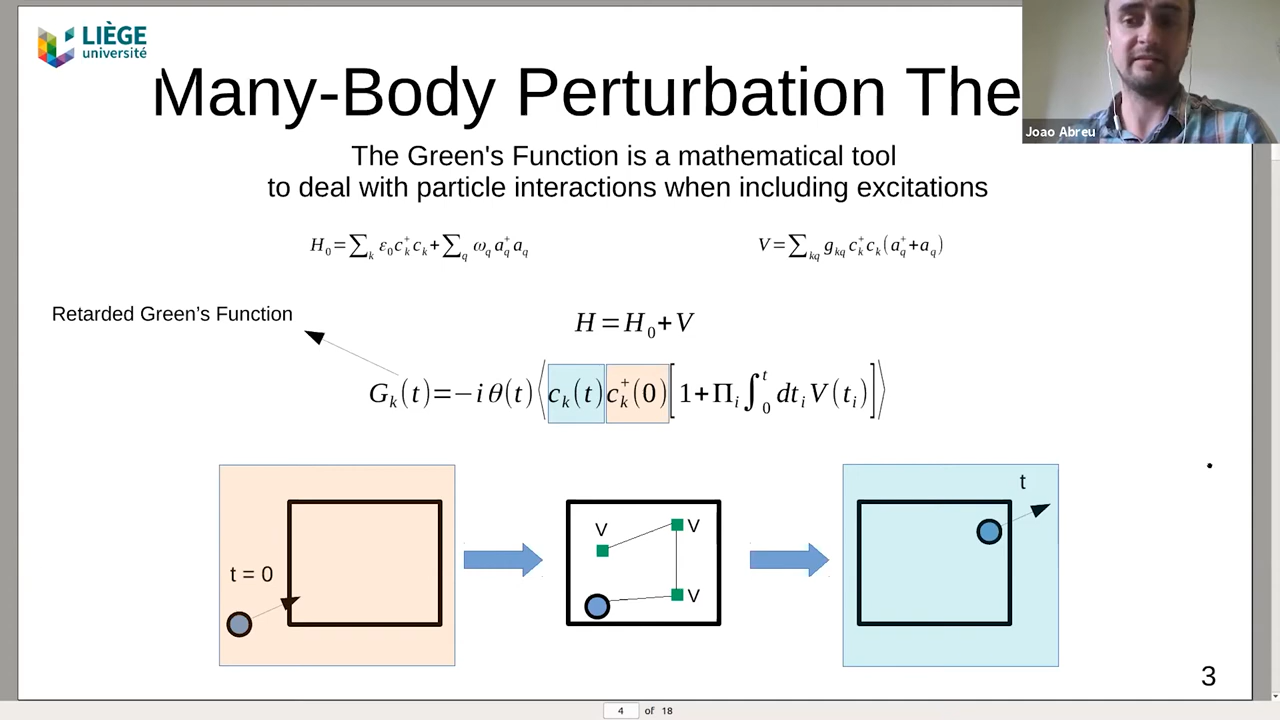 LIÈGE
université
Many-Body Perturbation The
Joao Abreu
The Green's Function is a mathematical tool
to deal with particle interactions when including excitations
H₀=∑ₖ ε₀c⁺ₖcₖ+∑_q ω_q a⁺_q a_q
V=∑_kq g_kq c⁺ₖcₖ(a⁺_q+a_q)
Retarded Green's Function
H=H₀+V
Gₖ(t)=−iθ(t)⟨cₖ(t)c⁺ₖ(0)[1+Πᵢ∫₀ᵗdtᵢV(tᵢ)]⟩
t
V
V
t = 0
V
3
4 of 18